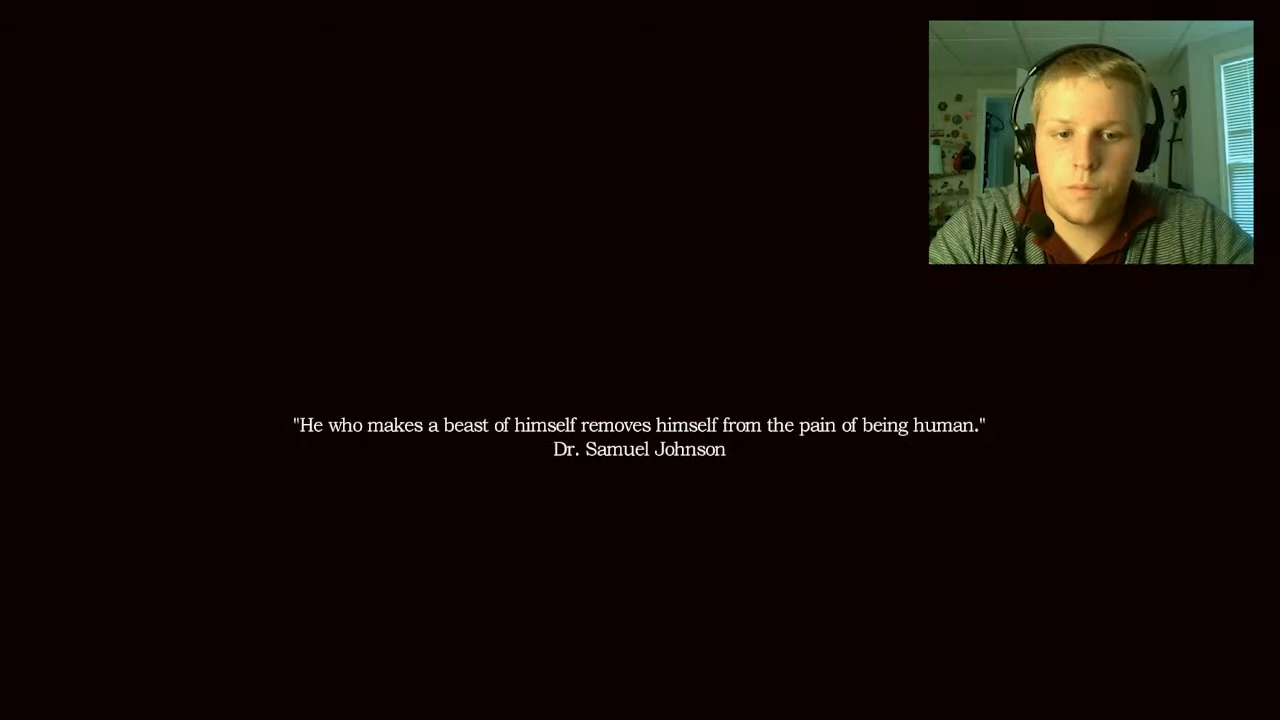 "He who makes a beast of himself removes himself from the pain of being human."
Dr. Samuel Johnson